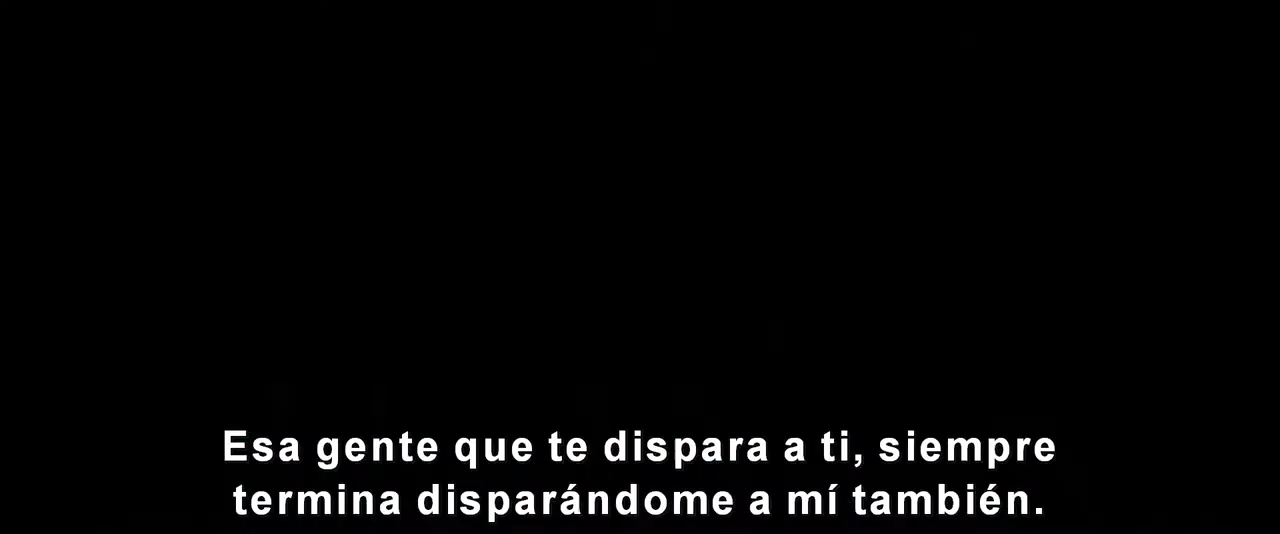 Esa gente que te dispara a ti, siempre
termina disparándome a mí también.